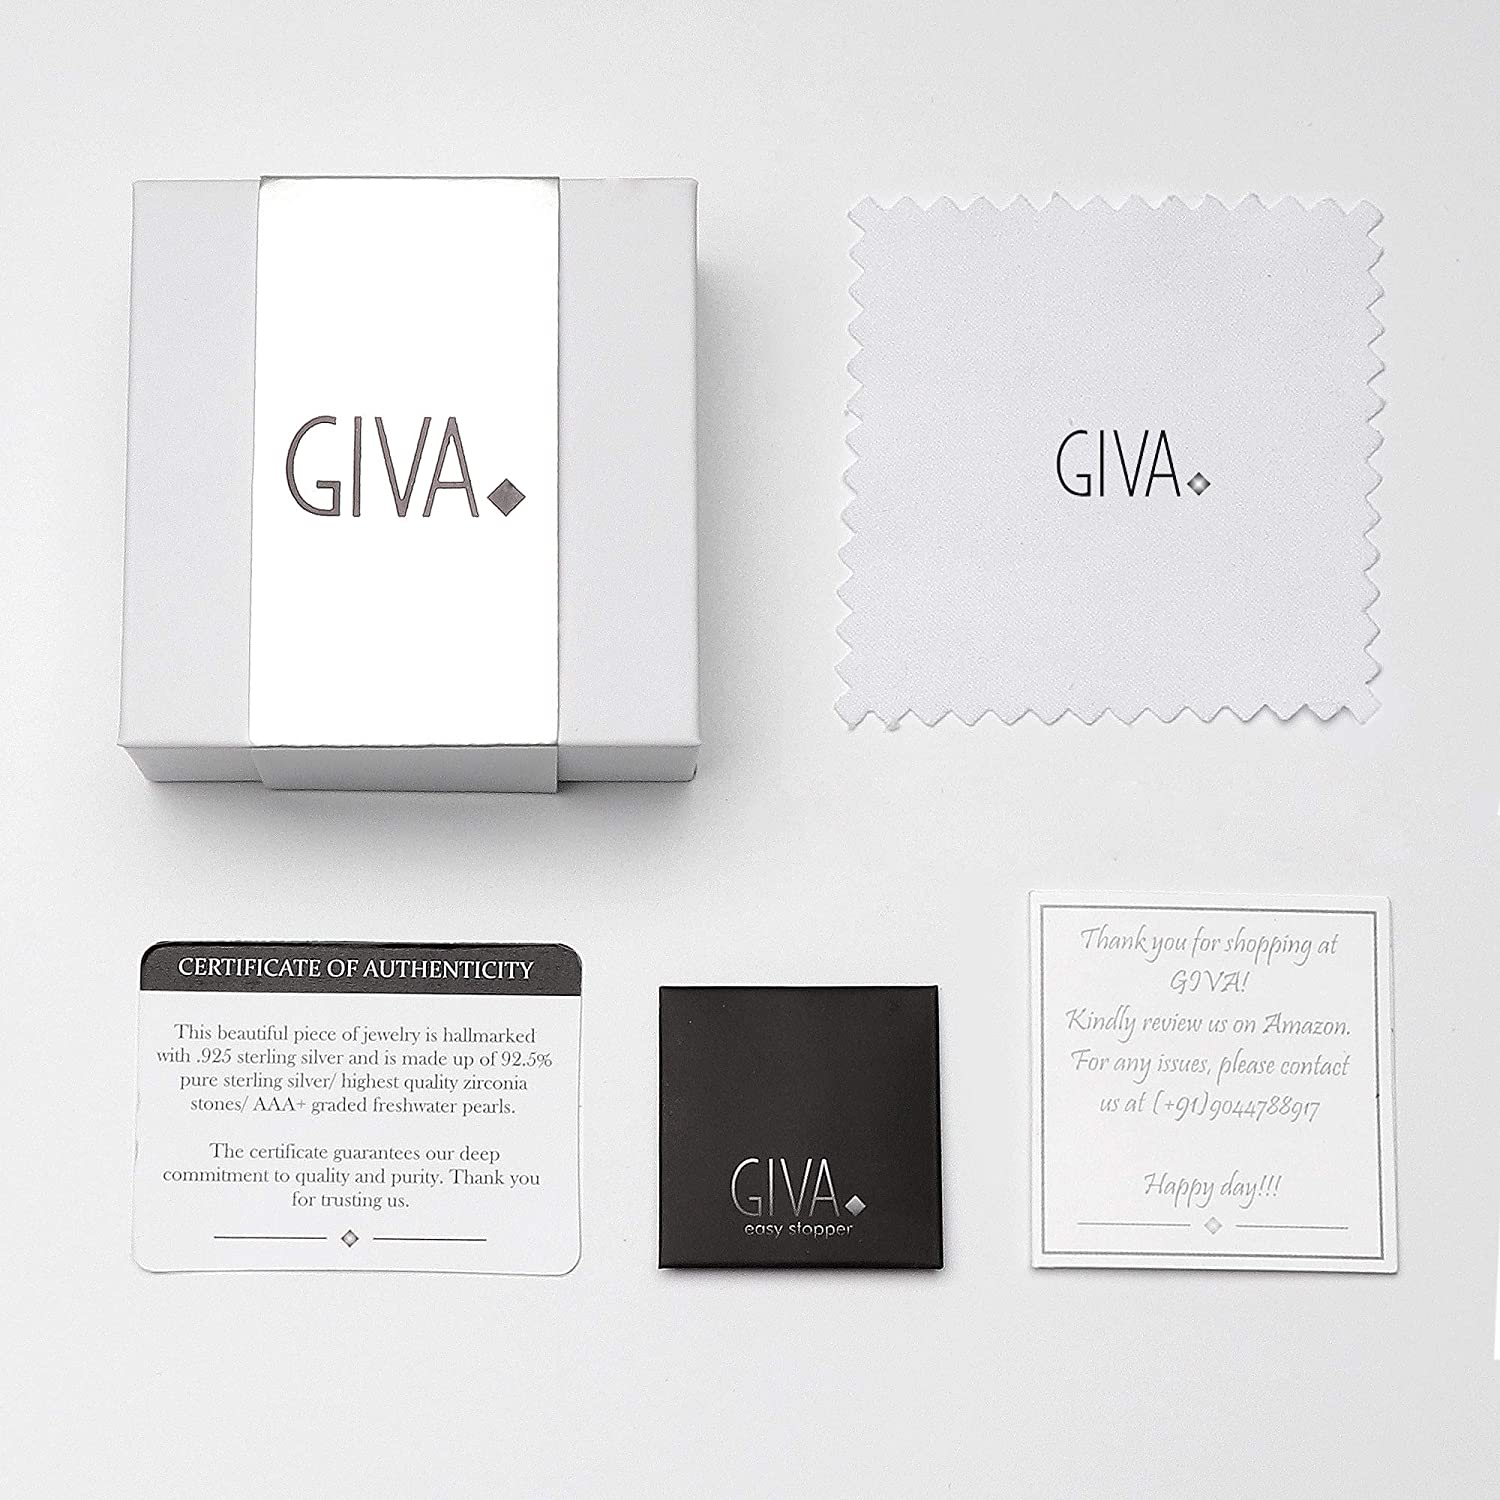 GIVA
GIVA
CERTIFICATE OF AUTHENTICITY
This beautiful piece of jewelry is hallmarked
with .925 sterling silver and is made up of 92.5%
pure sterling silver/ highest quality zirconia
stones/ AAA+ graded freshwater pearls.
The certificate guarantees our deep
commitment to quality and purity. Thank you
for trusting us.
GIVA
easy stopper
Thank you for shopping at
GIVA!
Kindly review us on Amazon.
For any issues, please contact
us at (+91)9044788917
Happy day!!!